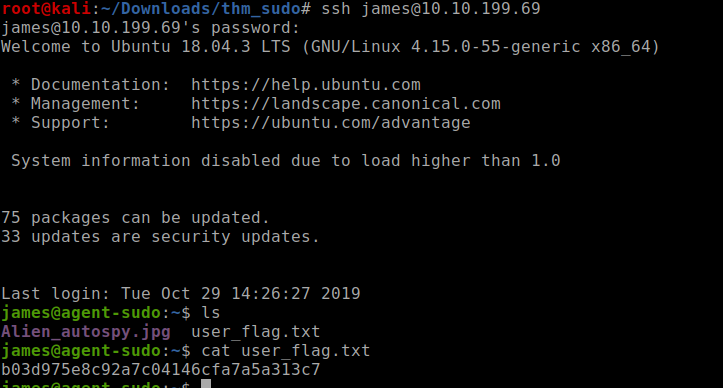 root@kali:~/Downloads/thm_sudo# ssh james@10.10.199.69
james@10.10.199.69's password:
Welcome to Ubuntu 18.04.3 LTS (GNU/Linux 4.15.0-55-generic x86_64)
* Documentation:  https://help.ubuntu.com
* Management:     https://landscape.canonical.com
* Support:        https://ubuntu.com/advantage
System information disabled due to load higher than 1.0
75 packages can be updated.
33 updates are security updates.
Last login: Tue Oct 29 14:26:27 2019
james@agent-sudo:~$ ls
Alien_autospy.jpg  user_flag.txt
james@agent-sudo:~$ cat user_flag.txt
b03d975e8c92a7c04146cfa7a5a313c7
james@agent-sudo:~$